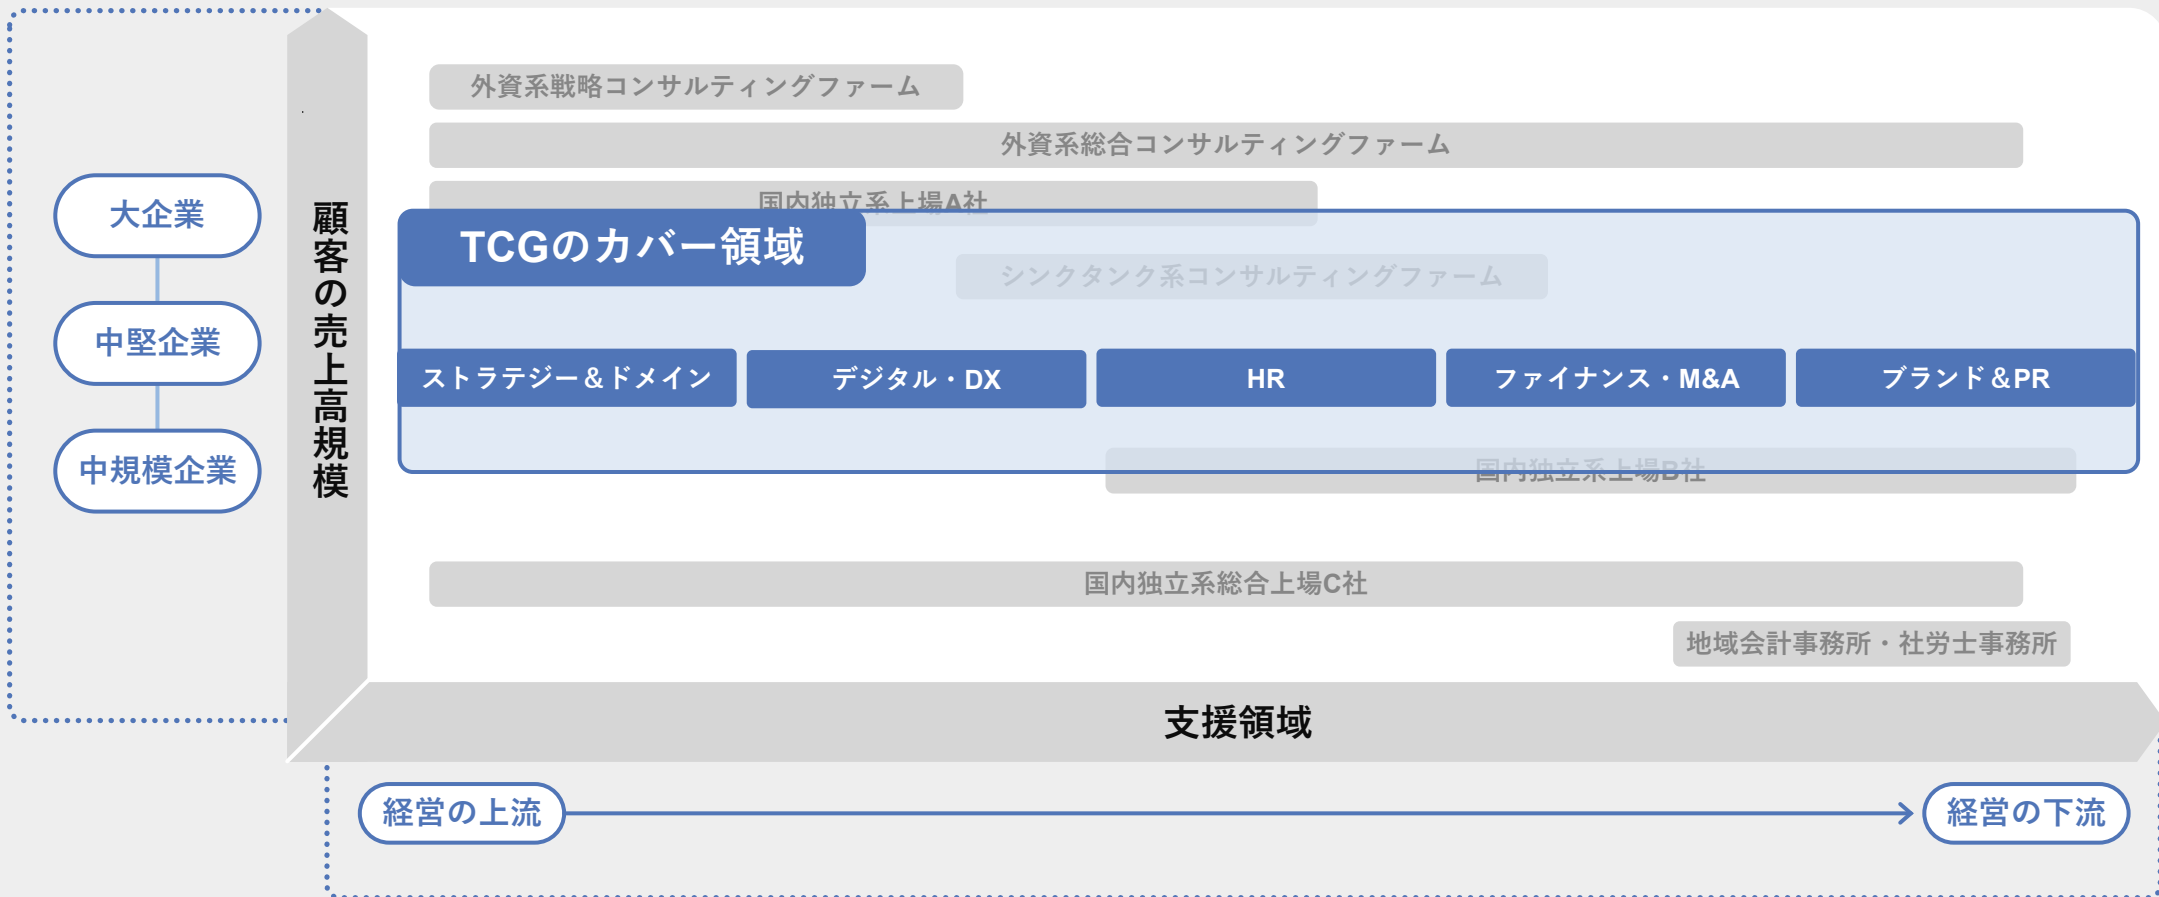 外資系戦略コンサルティングファーム
外資系総合コンサルティングファーム
国内独立系上場A社
TCGのカバー領域
シンクタンク系コンサルティングファーム
大企業
中堅企業
中規模企業
顧客の売上高規模
ストラテジー＆ドメイン
デジタル・DX
HR
ファイナンス・M&A
ブランド＆PR
国内独立系上場B社
国内独立系総合上場C社
地域会計事務所・社労士事務所
支援領域
経営の上流
経営の下流